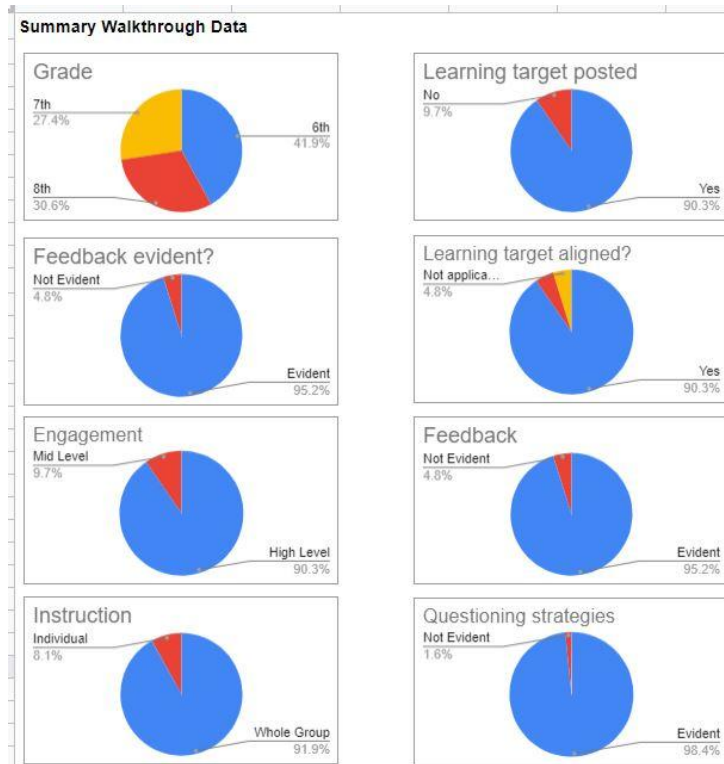 Summary Walkthrough Data
Grade
7th
27.4%
6th
41.9%
8th
30.6%
Learning target posted
No
9.7%
Yes
90.3%
Feedback evident?
Not Evident
4.8%
Evident
95.2%
Learning target aligned?
Not applica...
4.8%
Yes
90.3%
Engagement
Mid Level
9.7%
High Level
90.3%
Feedback
Not Evident
4.8%
Evident
95.2%
Instruction
Individual
8.1%
Whole Group
91.9%
Questioning strategies
Not Evident
1.6%
Evident
98.4%